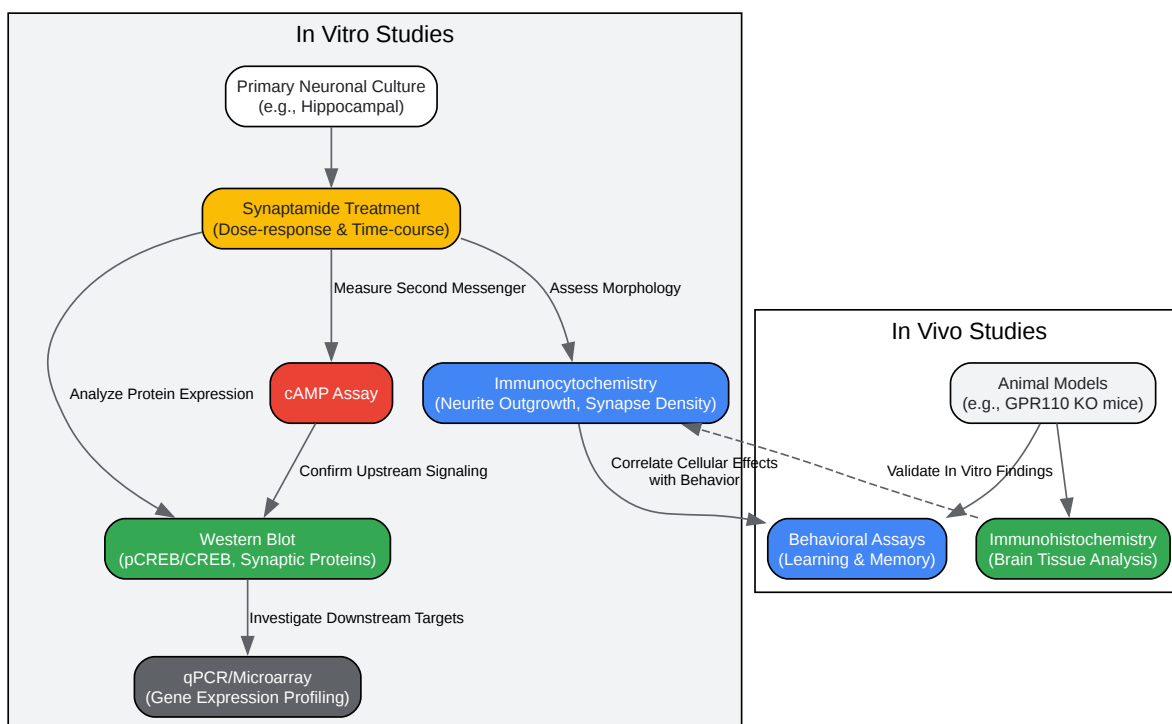 In Vitro Studies
Primary Neuronal Culture
(e.g., Hippocampal)
Synaptamide Treatment
(Dose-response & Time-course)
Measure Second Messenger
Assess Morphology
Analyze Protein Expression
cAMP Assay
Immunocytochemistry
(Neurite Outgrowth, Synapse Density)
Confirm Upstream Signaling
Correlate Cellular Effects
with Behavior
Western Blot
(pCREB/CREB, Synaptic Proteins)
Investigate Downstream Targets
qPCR/Microarray
(Gene Expression Profiling)
In Vivo Studies
Animal Models
(e.g., GPR110 KO mice)
Validate In Vitro Findings
Behavioral Assays
(Learning & Memory)
Immunohistochemistry
(Brain Tissue Analysis)